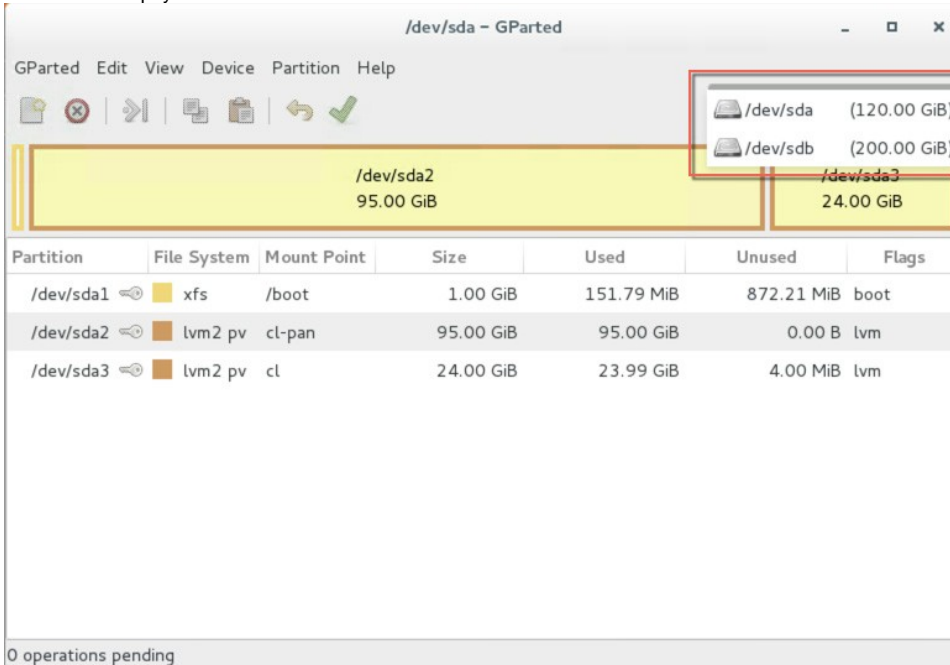 /dev/sda - GParted
GParted Edit View Device Partition Help
/dev/sda (120.00 GiB)
/dev/sdb (200.00 GiB)
/dev/sda2
95.00 GiB
/dev/sda3
24.00 GiB
Partition File System Mount Point Size Used Unused Flags
/dev/sda1 xfs /boot 1.00 GiB 151.79 MiB 872.21 MiB boot
/dev/sda2 lvm2 pv cl-pan 95.00 GiB 95.00 GiB 0.00 B lvm
/dev/sda3 lvm2 pv cl 24.00 GiB 23.99 GiB 4.00 MiB lvm
0 operations pending